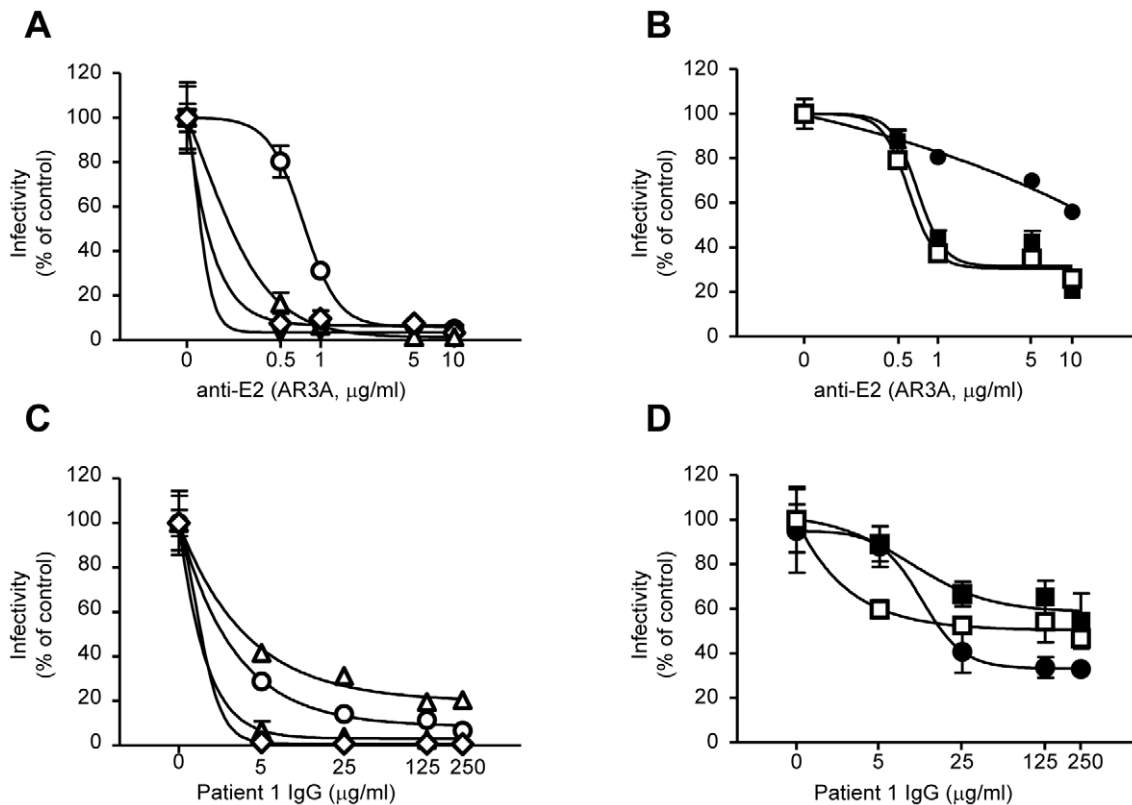 A
B
120
100
80
60
40
20
0
Infectivity
(% of control)
0 0.5 1 5 10
anti-E2 (AR3A, μg/ml)
120
100
80
60
40
20
0
Infectivity
(% of control)
0 0.5 1 5 10
anti-E2 (AR3A, μg/ml)
C
D
120
100
80
60
40
20
0
Infectivity
(% of control)
0 5 25 125 250
Patient 1 IgG (μg/ml)
120
100
80
60
40
20
0
Infectivity
(% of control)
0 5 25 125 250
Patient 1 IgG (μg/ml)